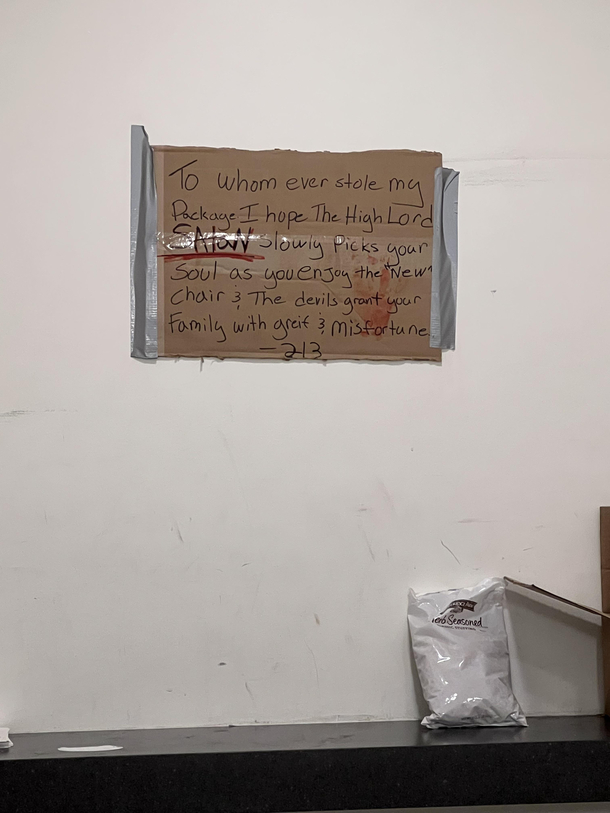 To whom ever stole my
Package I hope The High Lord
SAtaN slowly Picks your
Soul as you enjoy the "New"
Chair & The devils grant your
Family with greif & Misfortune.
-213
Seasoned